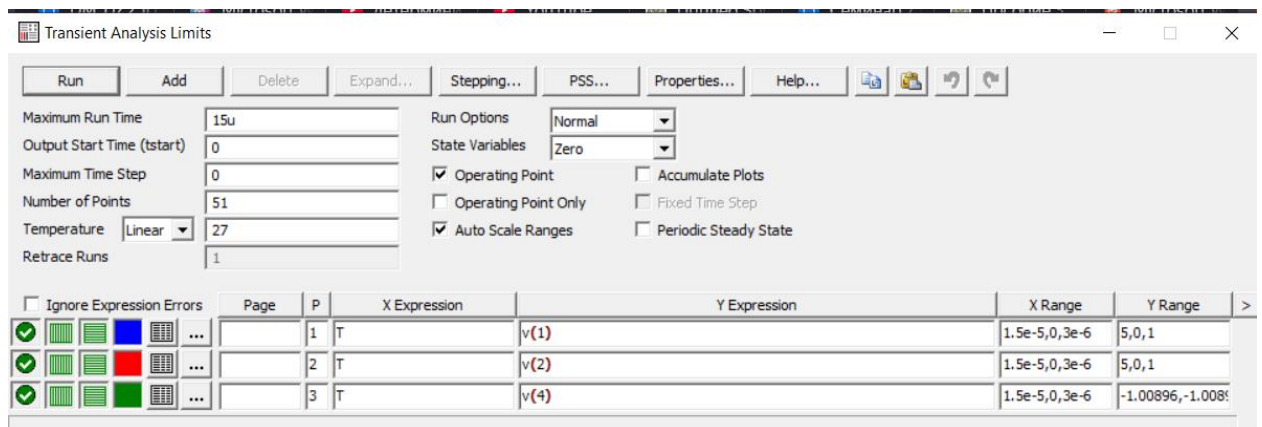 Transient Analysis Limits
Run Add Delete Expand... Stepping... PSS... Properties... Help...
Maximum Run Time 15u Run Options Normal
Output Start Time (tstart) 0 State Variables Zero
Maximum Time Step 0 Operating Point Accumulate Plots
Number of Points 51 Operating Point Only Fixed Time Step
Temperature Linear 27 Auto Scale Ranges Periodic Steady State
Retrace Runs 1
Ignore Expression Errors Page P X Expression Y Expression X Range Y Range >
... 1 T v(1) 1.5e-5,0,3e-6 5,0,1
... 2 T v(2) 1.5e-5,0,3e-6 5,0,1
... 3 T v(4) 1.5e-5,0,3e-6 -1.00896,-1.0089